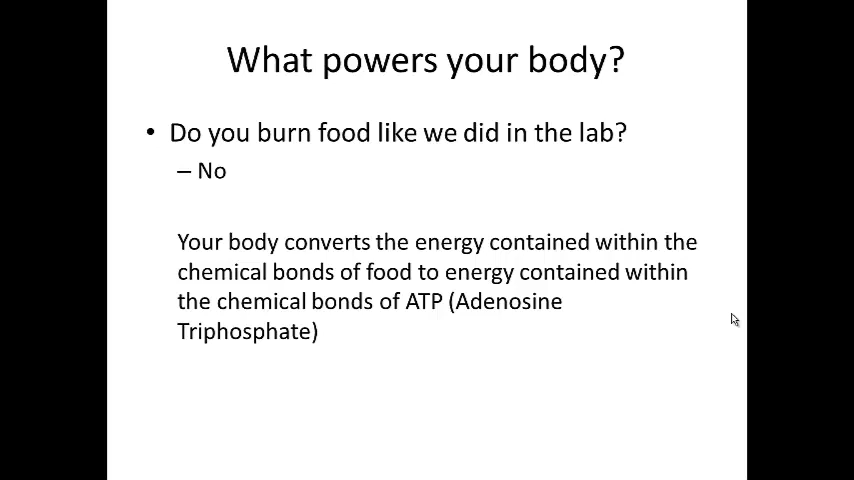 What powers your body?
• Do you burn food like we did in the lab?
– No
Your body converts the energy contained within the
chemical bonds of food to energy contained within
the chemical bonds of ATP (Adenosine
Triphosphate)